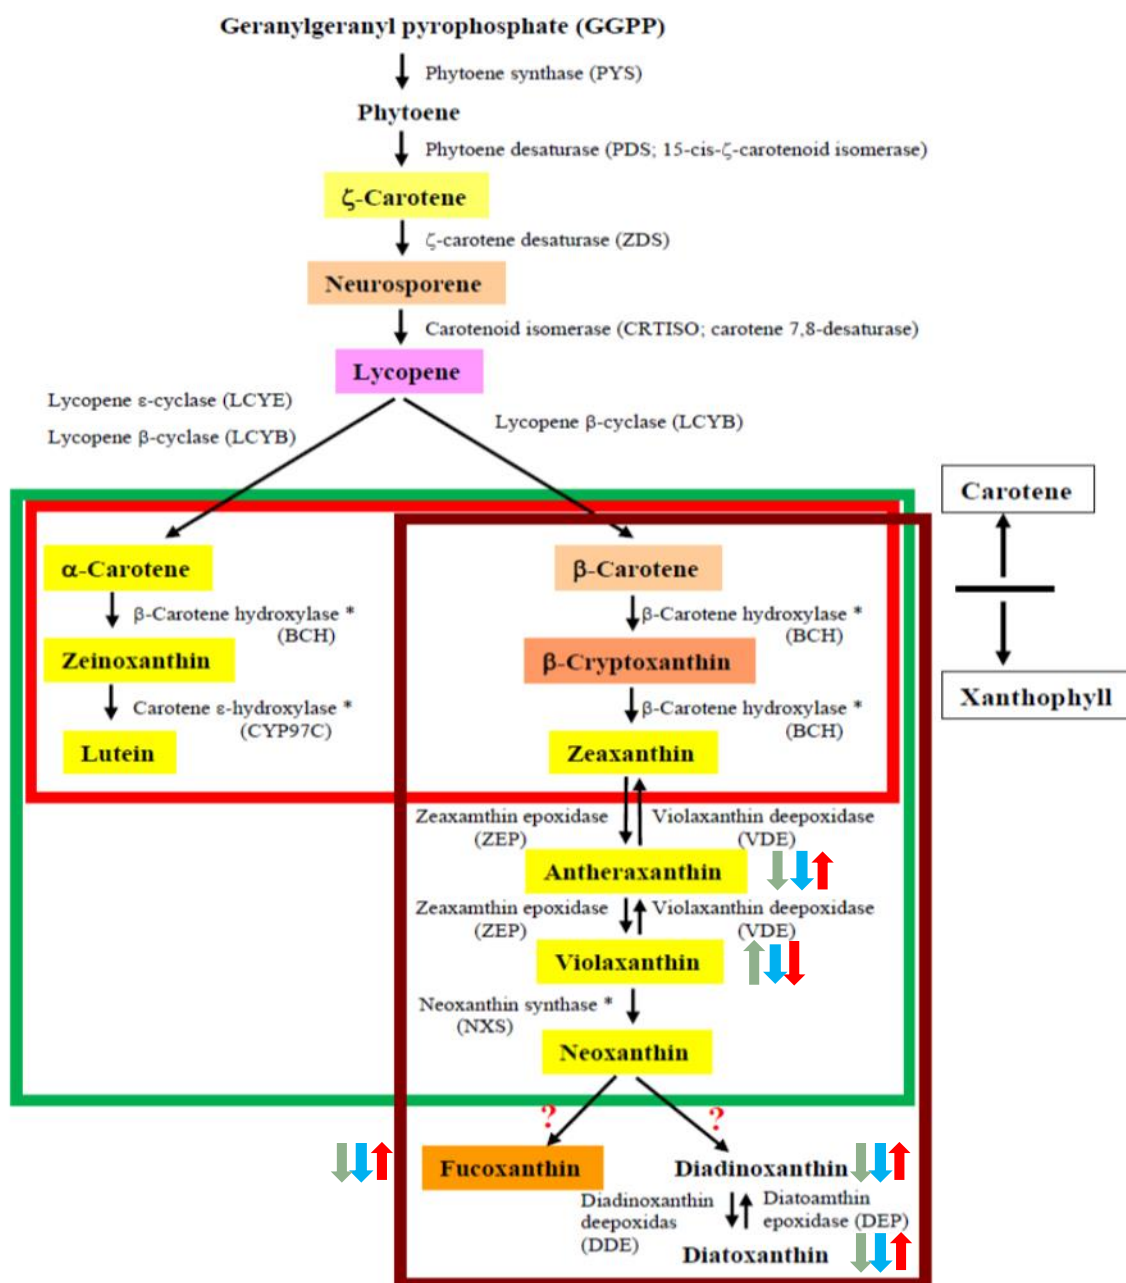 Geranylgeranyl pyrophosphate (GGPP)
Phytoene synthase (PYS)
Phytoene
Phytoene desaturase (PDS; 15-cis-ζ-carotenoid isomerase)
ζ-Carotene
ζ-carotene desaturase (ZDS)
Neurosporene
Carotenoid isomerase (CRTISO; carotene 7,8-desaturase)
Lycopene
Lycopene ε-cyclase (LCYE)
Lycopene β-cyclase (LCYB)
Lycopene β-cyclase (LCYB)
Carotene
α-Carotene
β-Carotene
β-Carotene hydroxylase *
(BCH)
β-Carotene hydroxylase *
(BCH)
Zeinoxanthin
β-Cryptoxanthin
Xanthophyll
Carotene ε-hydroxylase *
(CYP97C)
β-Carotene hydroxylase *
(BCH)
Lutein
Zeaxanthin
Zeaxamthin epoxidase
(ZEP)
Violaxanthin deepoxidase
(VDE)
Antheraxanthin
Zeaxamthin epoxidase
(ZEP)
Violaxanthin deepoxidase
(VDE)
Violaxanthin
Neoxanthin synthase *
(NXS)
Neoxanthin
?
?
Fucoxanthin
Diadinoxanthin
Diadinoxanthin
deepoxidas
(DDE)
Diatoamthin
epoxidase (DEP)
Diatoxanthin